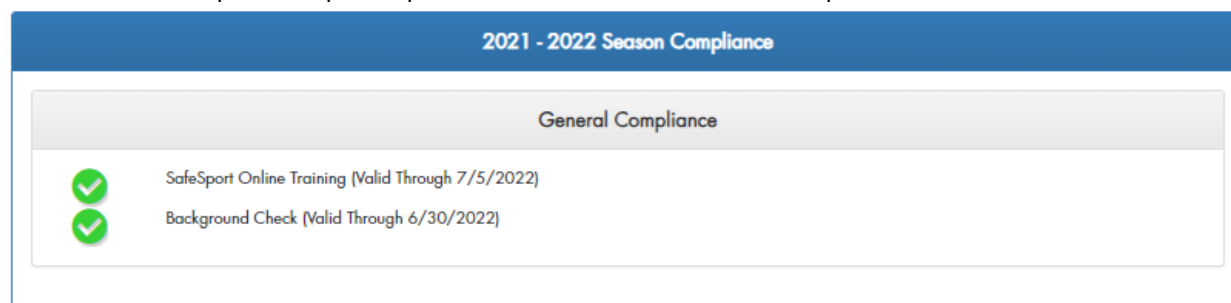 2021 - 2022 Season Compliance
General Compliance
SafeSport Online Training (Valid Through 7/5/2022)
Background Check (Valid Through 6/30/2022)